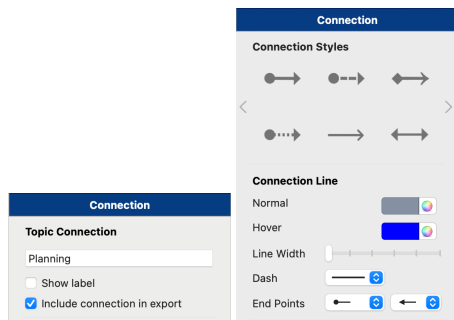 Connection
Topic Connection
Planning
Show label
Include connection in export
Connection
Connection Styles
Connection Line
Normal
Hover
Line Width
Dash
End Points